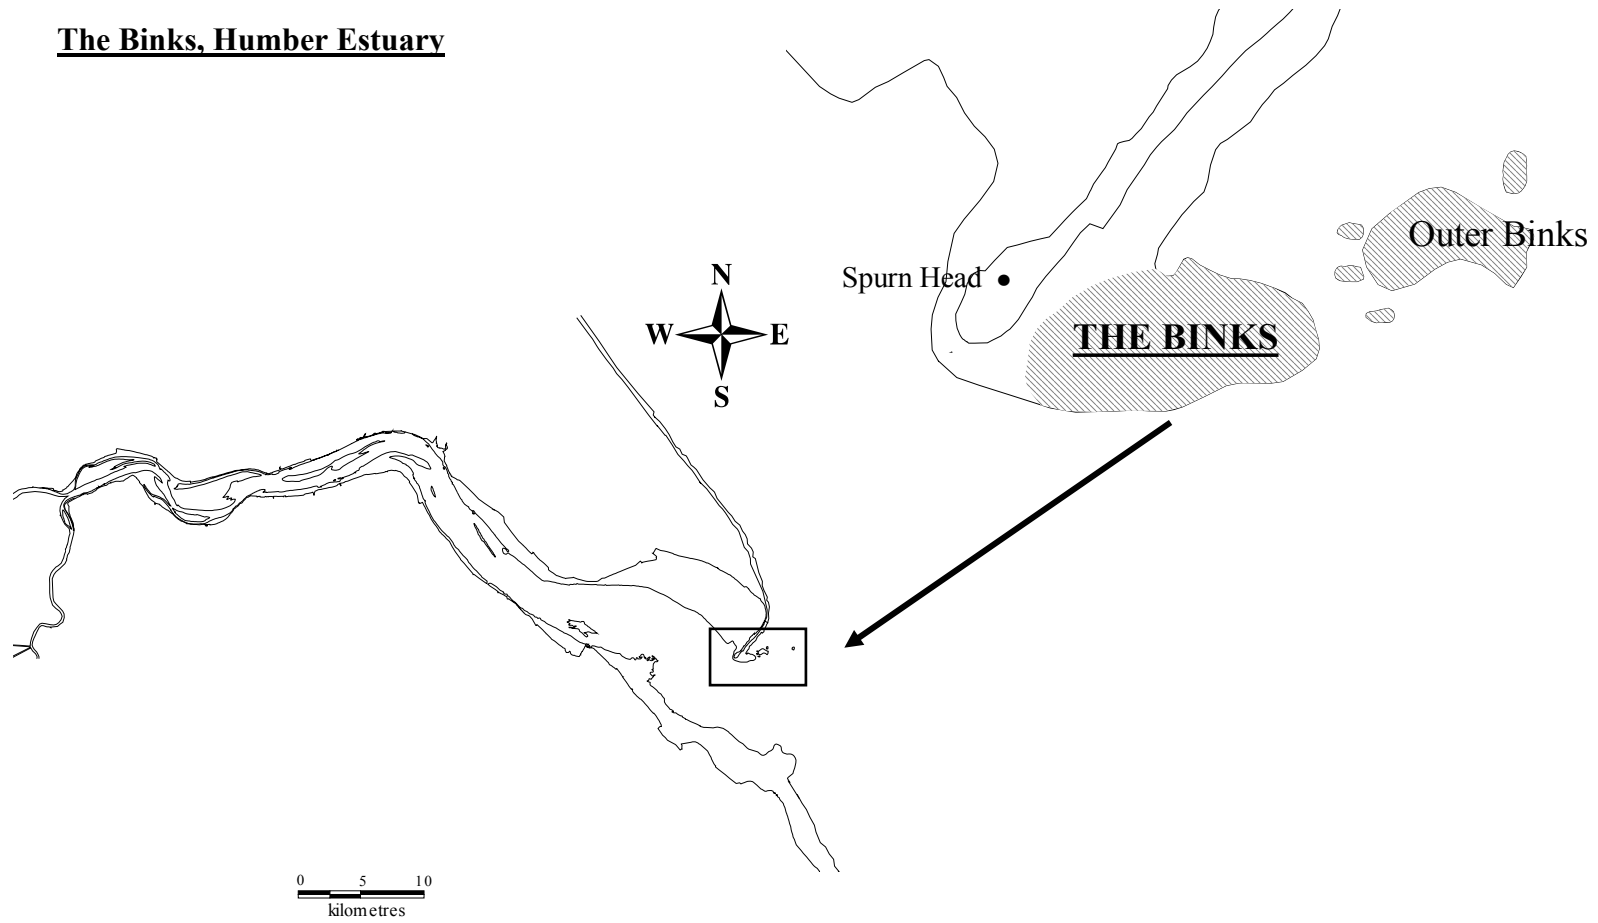 The Binks, Humber Estuary
Outer Binks
Spurn Head
THE BINKS
N
W E
S
0 5 10
kilometres